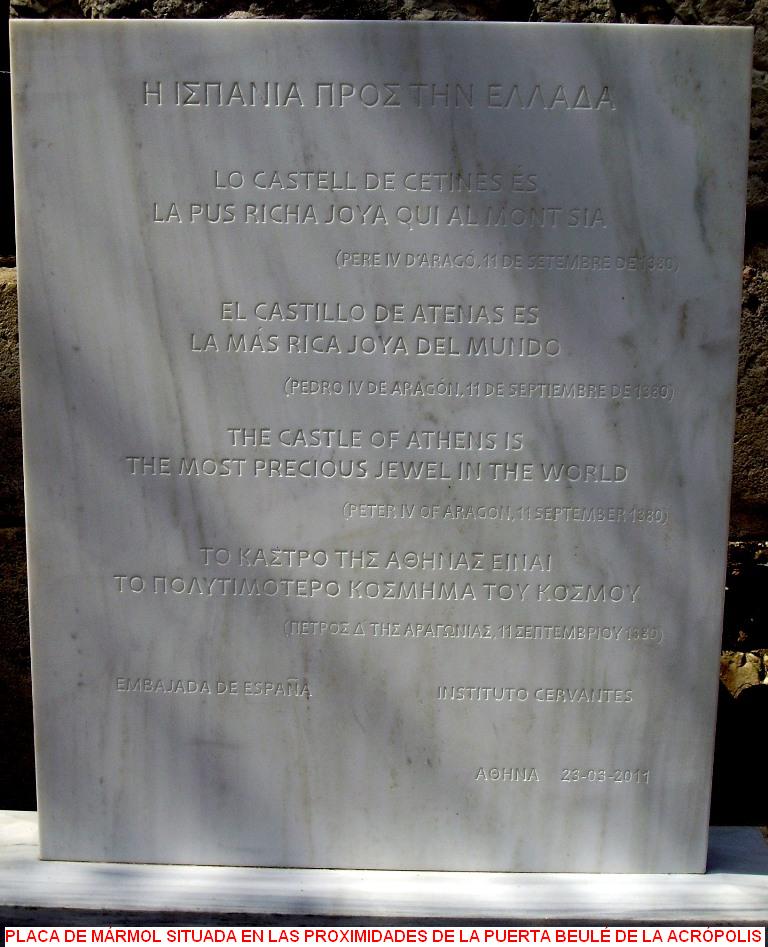 Η ΙΣΠΑΝΙΑ ΠΡΟΣ ΤΗΝ ΕΛΛΑΔΑ
LO CASTELL DE CETINES ÉS
LA PUS RICHA JOYA QUI AL MONT SIA
(PERE IV D'ARAGÓ, 11 DE SETEMBRE DE 1380)
EL CASTILLO DE ATENAS ES
LA MÁS RICA JOYA DEL MUNDO
(PEDRO IV DE ARAGÓN, 11 DE SEPTIEMBRE DE 1380)
THE CASTLE OF ATHENS IS
THE MOST PRECIOUS JEWEL IN THE WORLD
(PETER IV OF ARAGON, 11 SEPTEMBER 1380)
ΤΟ ΚΑΣΤΡΟ ΤΗΣ ΑΘΗΝΑΣ ΕΙΝΑΙ
ΤΟ ΠΟΛΥΤΙΜΟΤΕΡΟ ΚΟΣΜΗΜΑ ΤΟΥ ΚΟΣΜΟΥ
(ΠΕΤΡΟΣ Δ ΤΗΣ ΑΡΑΓΩΝΙΑΣ, 11 ΣΕΠΤΕΜΒΡΙΟΥ 1380)
EMBAJADA DE ESPAÑA INSTITUTO CERVANTES
ΑΘΗΝΑ 23-03-2011
PLACA DE MÁRMOL SITUADA EN LAS PROXIMIDADES DE LA PUERTA BEULÉ DE LA ACRÓPOLIS